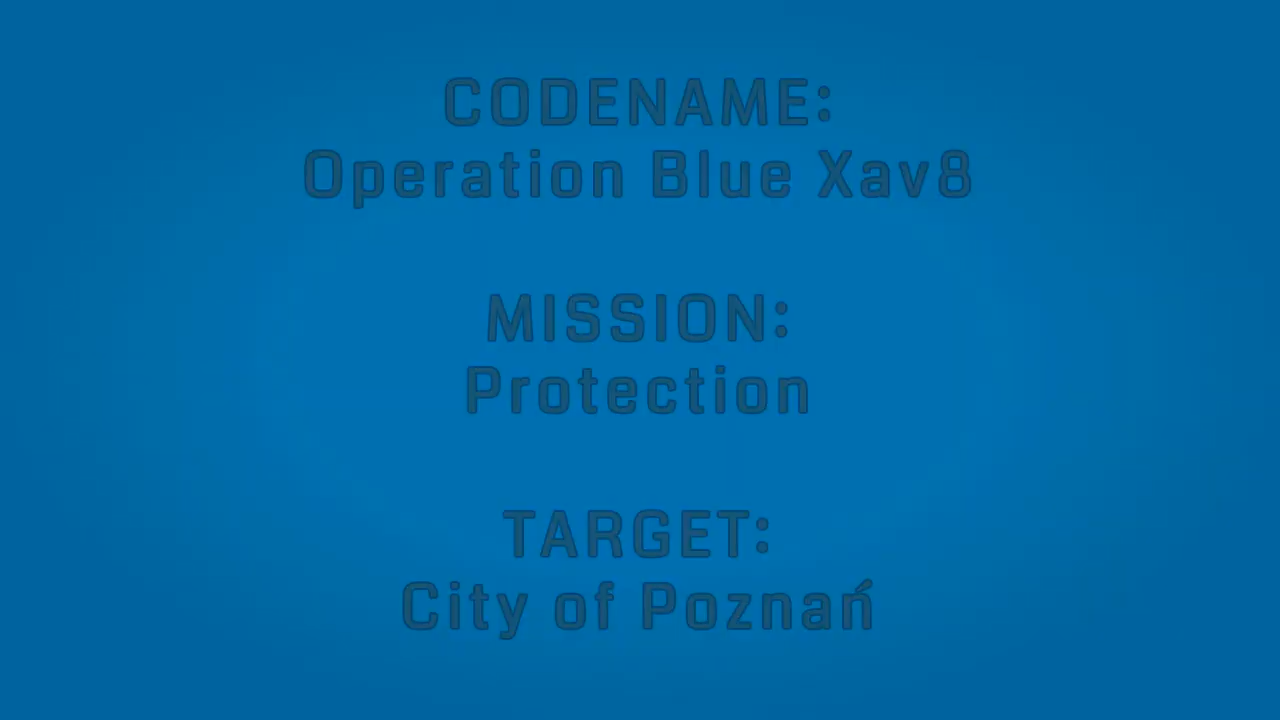 CODENAME:
Operation Blue Xav8
MISSION:
Protection
TARGET:
City of Poznań